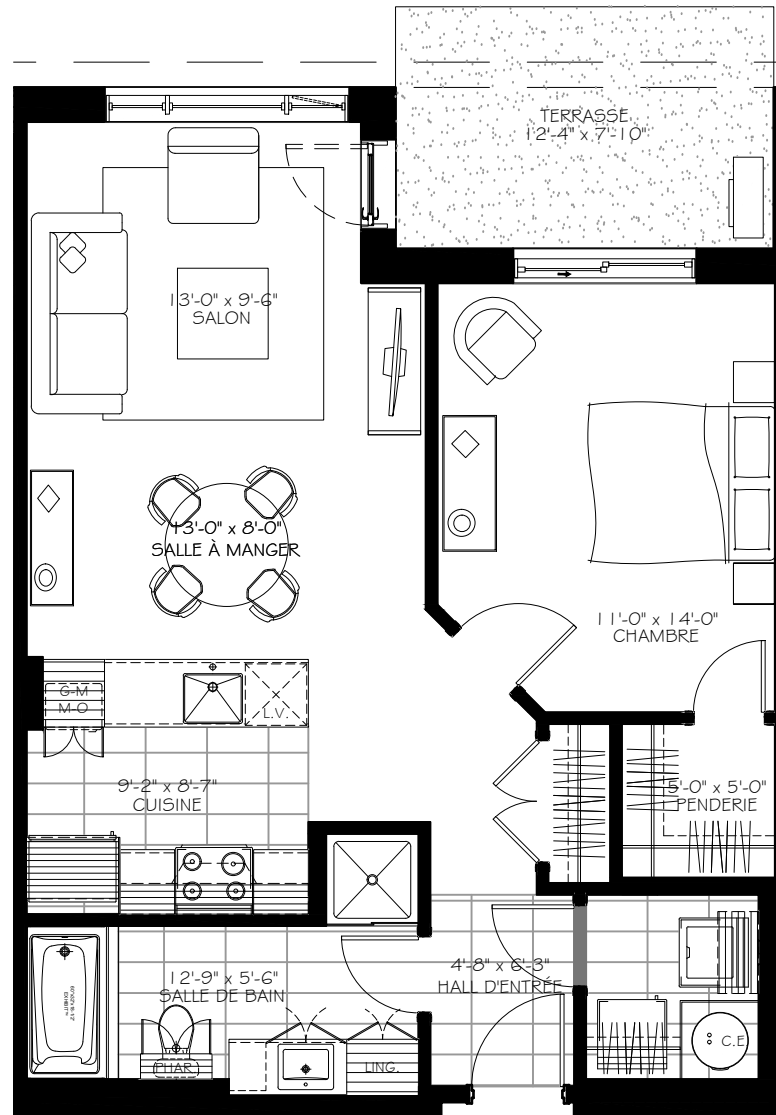 TERRASSE
12'-4" x 7'-10"
13'-0" x 9'-6"
SALON
13'-0" x 8'-0"
SALLE À MANGER
11'-0" x 14'-0"
CHAMBRE
G-M
M-O
L.V.
9'-2" x 8'-7"
CUISINE
5'-0" x 5'-0"
PENDERIE
12'-9" x 5'-6"
SALLE DE BAIN
4'-8" x 6'-3"
HALL D'ENTRÉE
C.E
PHAR.
LING.